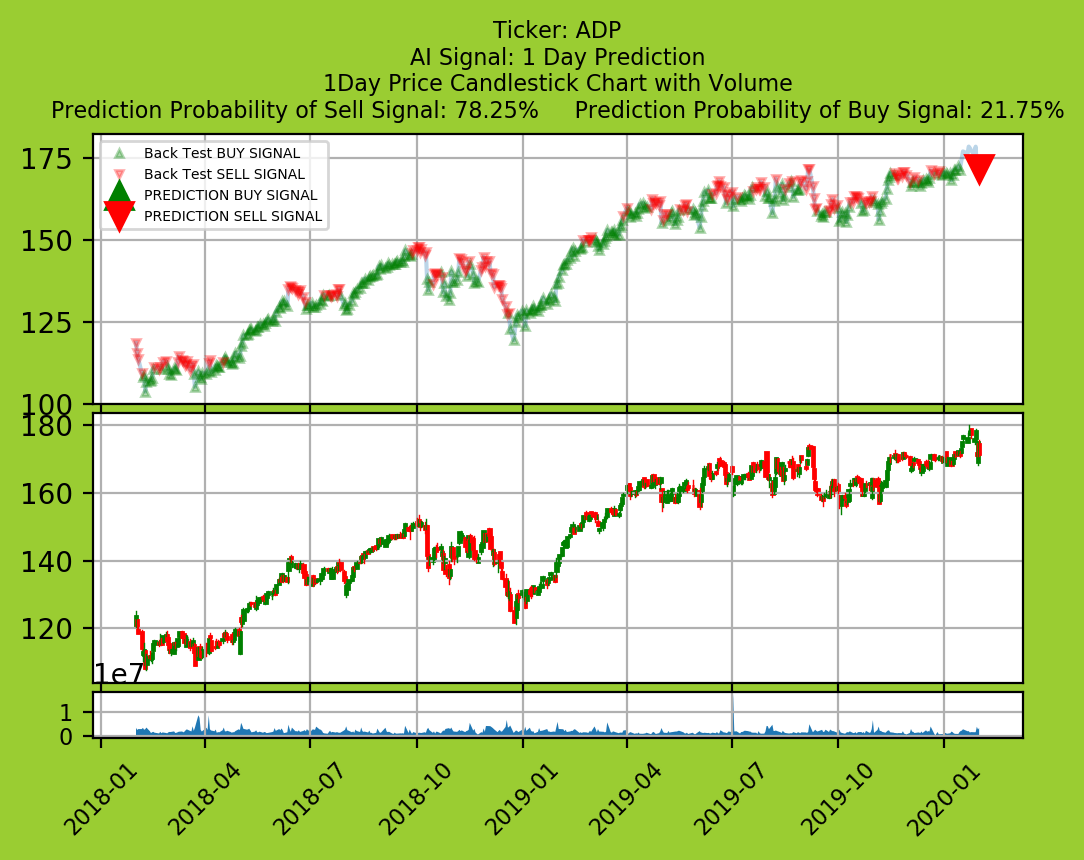 Ticker: ADP
AI Signal: 1 Day Prediction
1Day Price Candlestick Chart with Volume
Prediction Probability of Sell Signal: 78.25% Prediction Probability of Buy Signal: 21.75%
175
150
125
100
Back Test BUY SIGNAL
Back Test SELL SIGNAL
PREDICTION BUY SIGNAL
PREDICTION SELL SIGNAL
180
160
140
120
1e7
1
0
2018-01
2018-04
2018-07
2018-10
2019-01
2019-04
2019-07
2019-10
2020-01